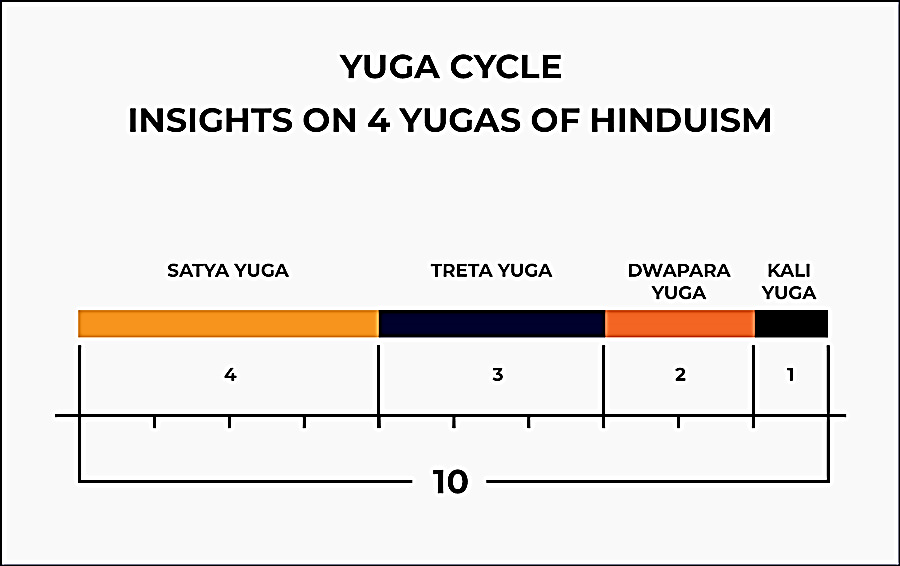 YUGA CYCLE
INSIGHTS ON 4 YUGAS OF HINDUISM
SATYA YUGA
TRETA YUGA
DWAPARA
YUGA
KALI
YUGA
4
3
2
1
10